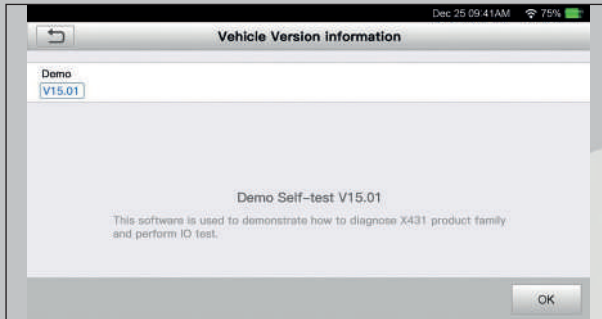 Dec 25 09:41AM 75%
Vehicle Version information
Demo
V15.01
Demo Self-test V15.01
This software is used to demonstrate how to diagnose X431 product family
and perform IO test.
OK